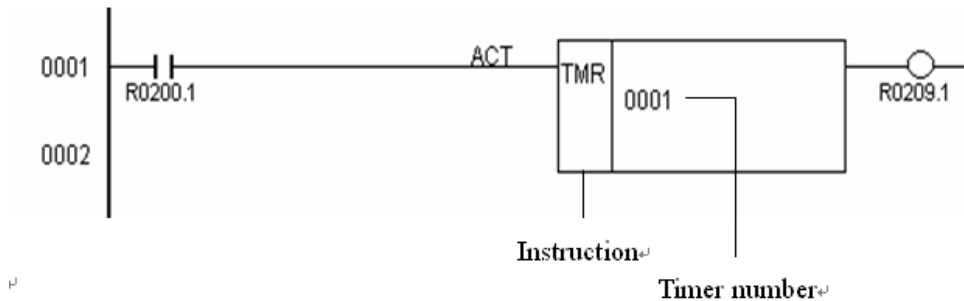 0001
R0200.1
ACT
TMR
0001
R0209.1
0002
Instruction
Timer number